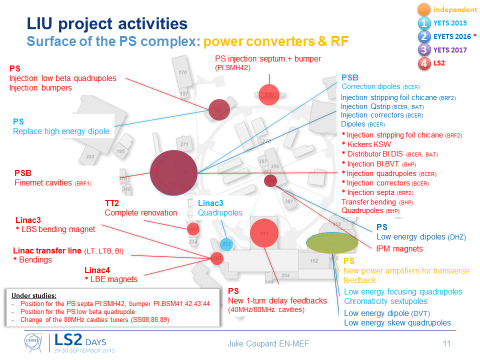 LIU project activities
Surface of the PS complex: power converters & RF
independent
1 YETS 2015
2 EYETS 2016 *
3 YETS 2017
4 LS2
PS
Injection low beta quadrupoles
Injection bumpers
PS injection septum + bumper
(PI.SMH42)
PS
Replace high energy dipole
PSB
Finemet cavities (BRF1)
PSB
Correction dipoles (BCER)
Injection stripping foil chicane (BRF2)
Injection Qstrip (BCER, BAT)
Injection correctors (BCER)
Dipoles (BCER)
* Injection stripping foil chicane (BRF2)
* Kickers KSW
* Distributor BI.DIS (BCER, BAT)
* Injection BI.BVT (BHP)
* Injection quadrupoles (BCER)
* Injection correctors (BCER)
* Injection septa (BRF2)
Transfer bending (BHP)
Quadrupoles (BHP)
TT2
Complete renovation
Linac3
Quadrupoles
Linac3
* LBS bending magnet
Linac transfer line (LT, LTB, BI)
* Bendings
Linac4
* LBE magnets
PS
Low energy dipoles (DHZ)
IPM magnets
PS
New power amplifiers for transverse
feedback
Low energy focusing quadrupoles
Chromaticity sextupoles
Low energy dipole (DVT)
Low energy skew quadrupoles
PS
New 1-turn delay feedbacks
(40MHz/80MHz cavities)
Under studies:
- Position for the PS septa PI.SMH42, bumper PI.BSM41,42,43,44
- Position for the PS low beta quadrupole
- Change of the 80MHz cavities tuners (SS08,88,89)
LS2 DAYS
29-30 SEPTEMBER 2015
Julie Coupard EN-MEF
11